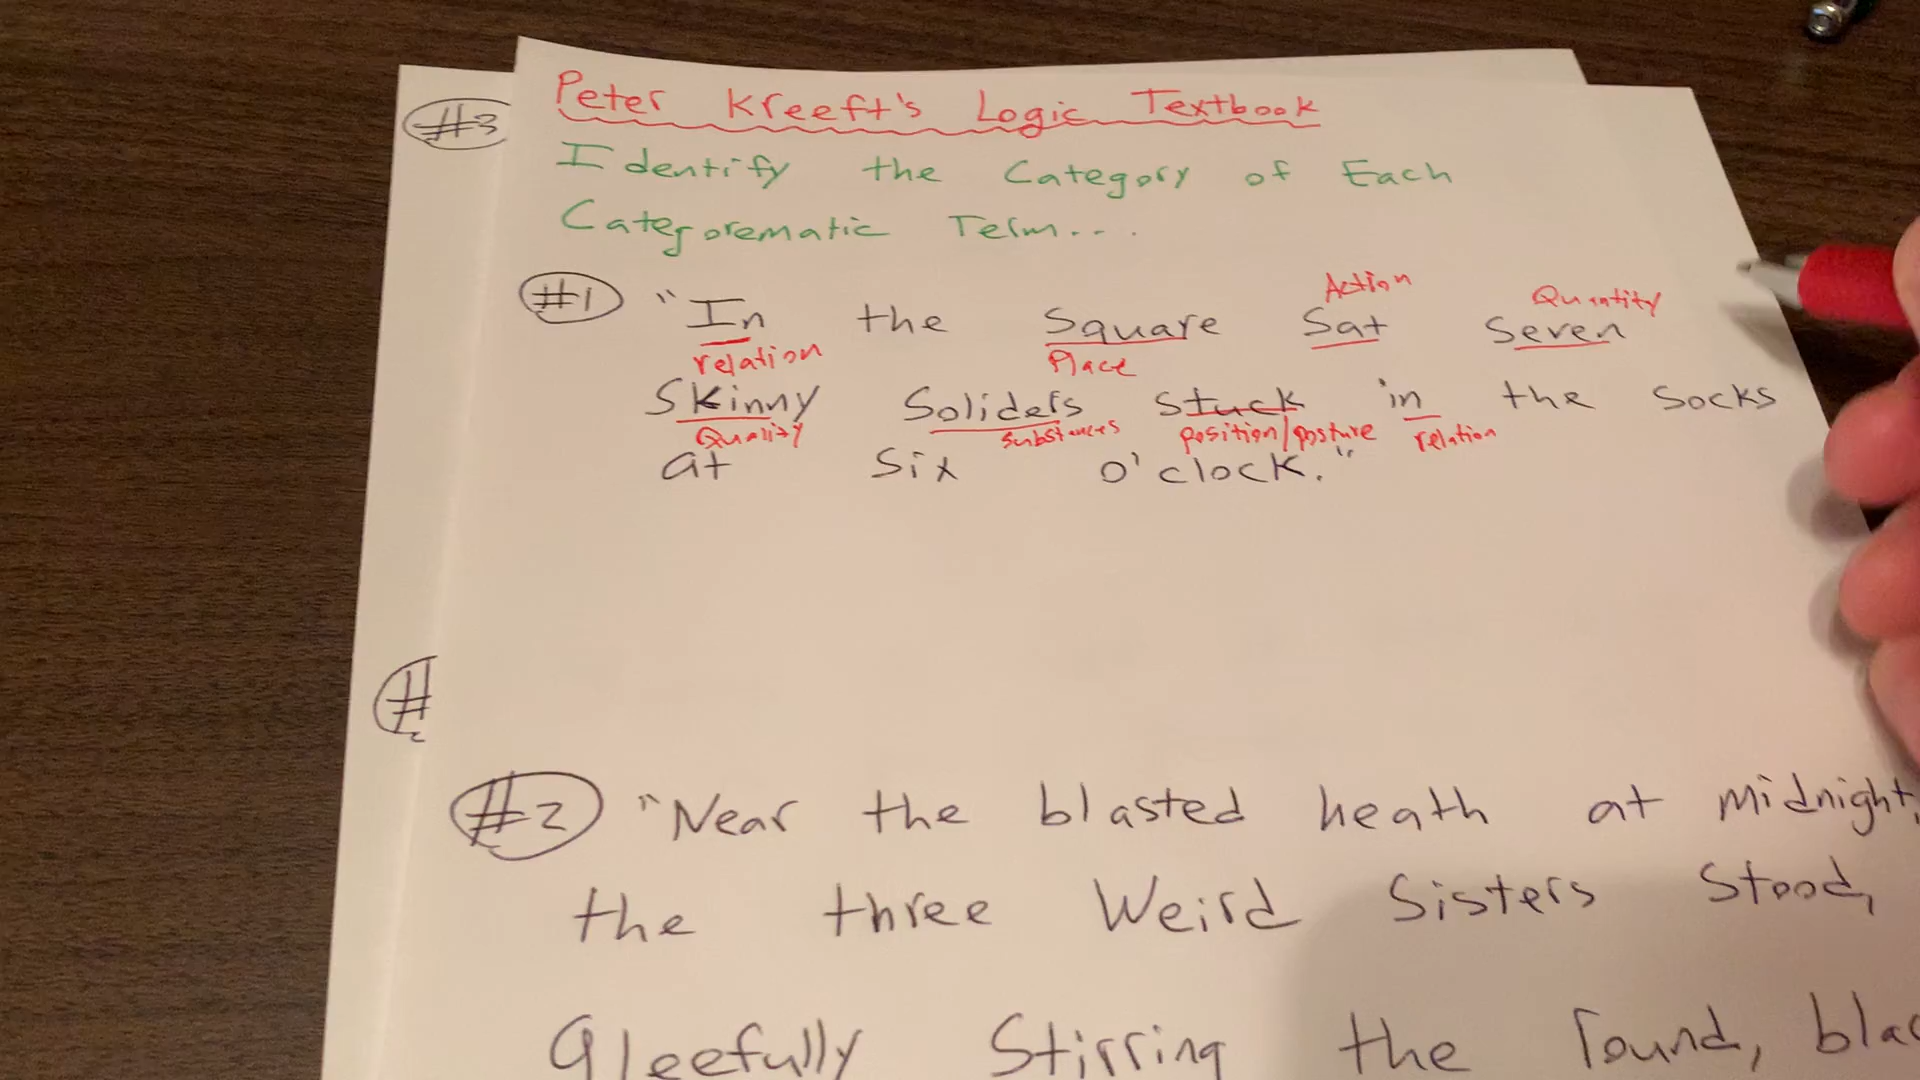 Peter Kreeft's Logic Textbook
#3
Identify the Category of Each
Categorematic Term...
Action
Quantity
#1 "In the Square Sat Seven
relation
Place
Skinny Soliders stuck in the Socks
Quality substances position/posture relation
at Six o'clock."
#
#2 "Near the blasted heath at midnight,
the three Weird Sisters Stood,
Gleefully Stirring the round,